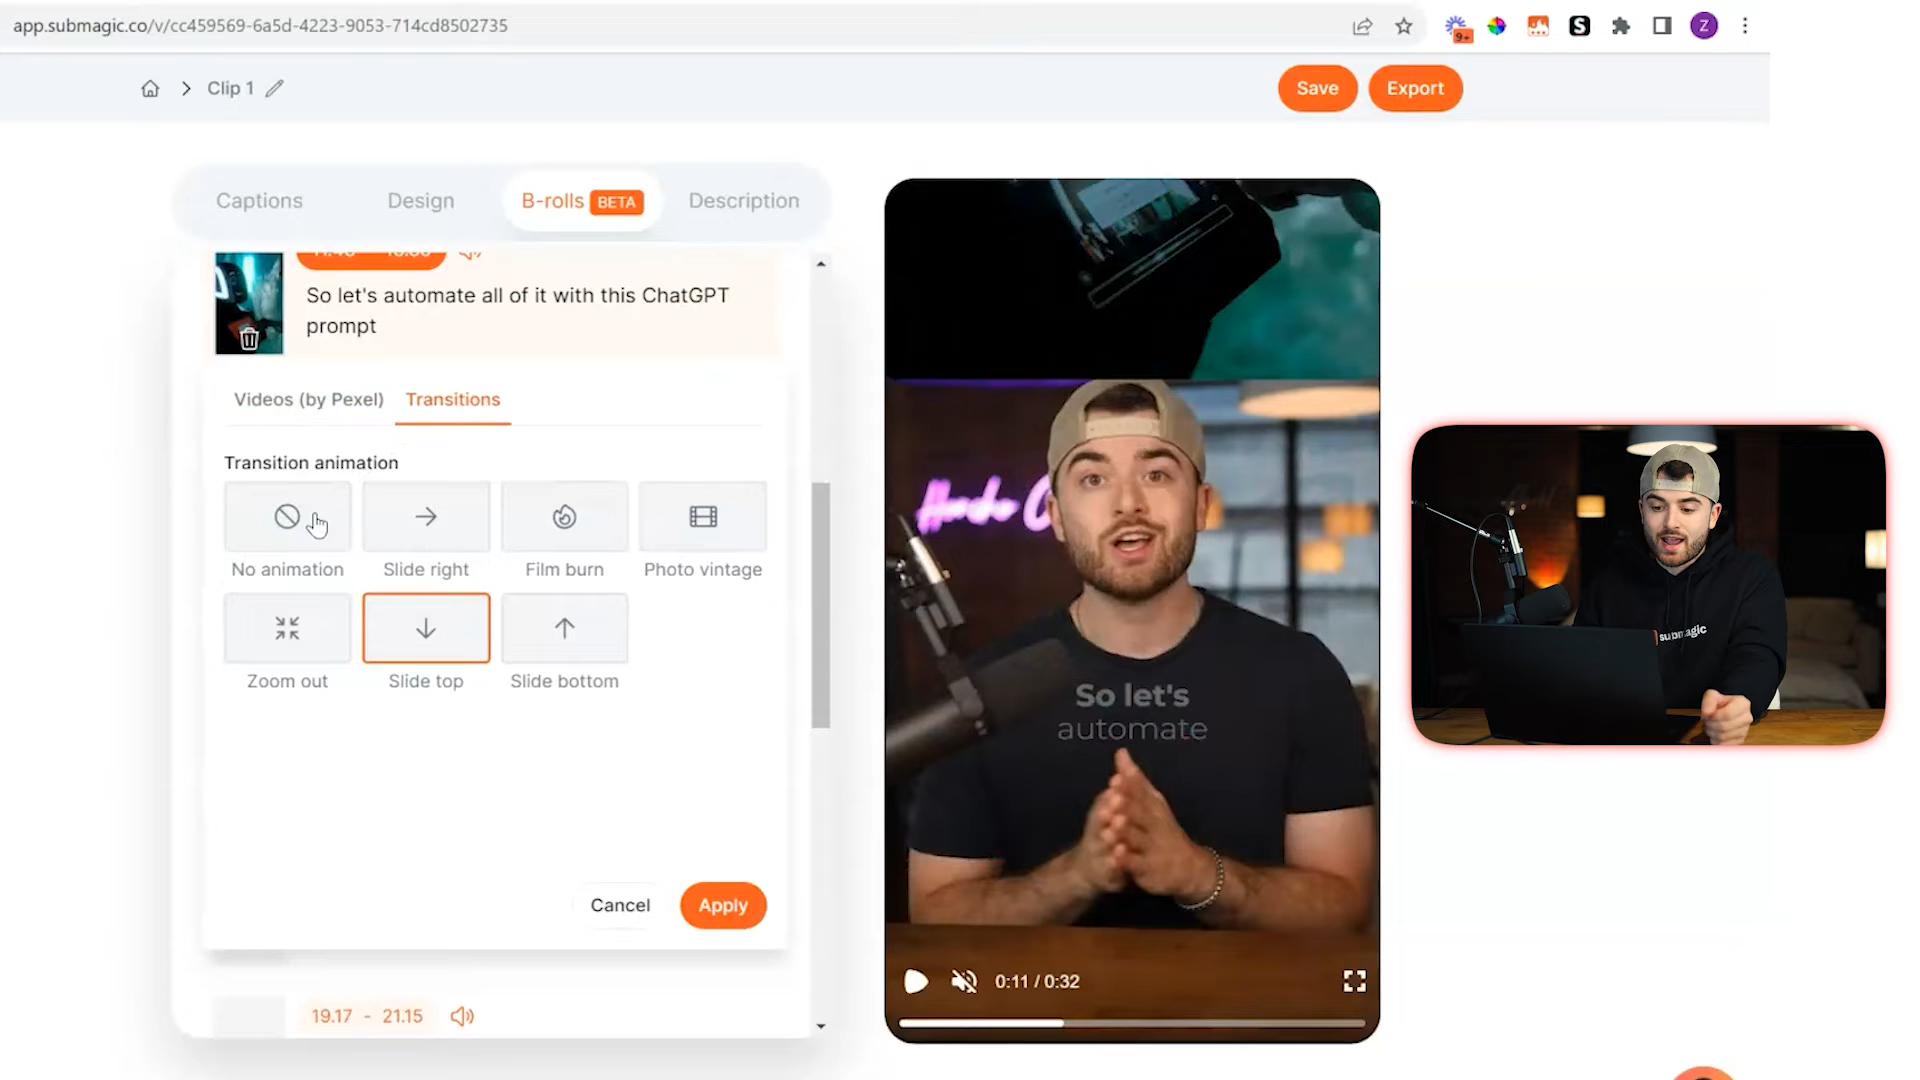 app.submagic.co/v/cc459569-6a5d-4223-9053-714cd8502735
9+
S
Z
Clip 1
Save
Export
Captions
Design
B-rolls BETA
Description
So let's automate all of it with this ChatGPT
prompt
Videos (by Pexel)
Transitions
Transition animation
No animation
Slide right
Film burn
Photo vintage
Zoom out
Slide top
Slide bottom
Cancel
Apply
19.17 - 21.15
So let's
automate
0:11 / 0:32
submagic